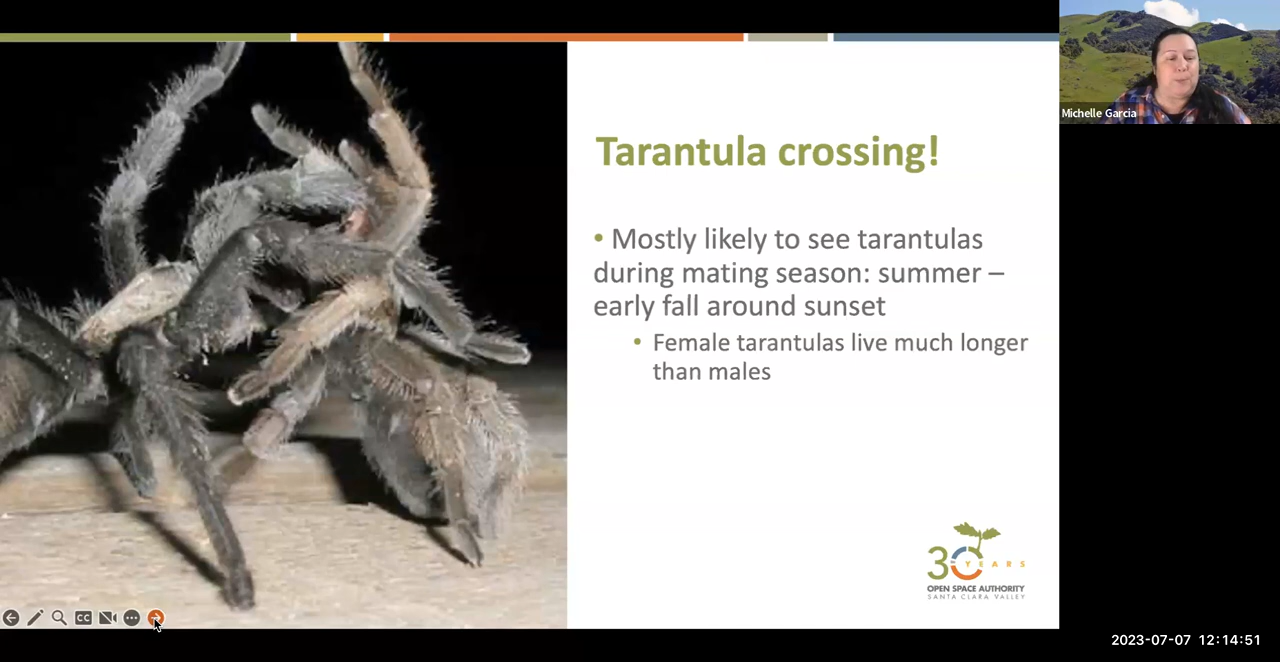 Michelle Garcia
Tarantula crossing!
• Mostly likely to see tarantulas
during mating season: summer –
early fall around sunset
• Female tarantulas live much longer
than males
30
YEARS
OPEN SPACE AUTHORITY
SANTA CLARA VALLEY
CC
2023-07-07 12:14:51